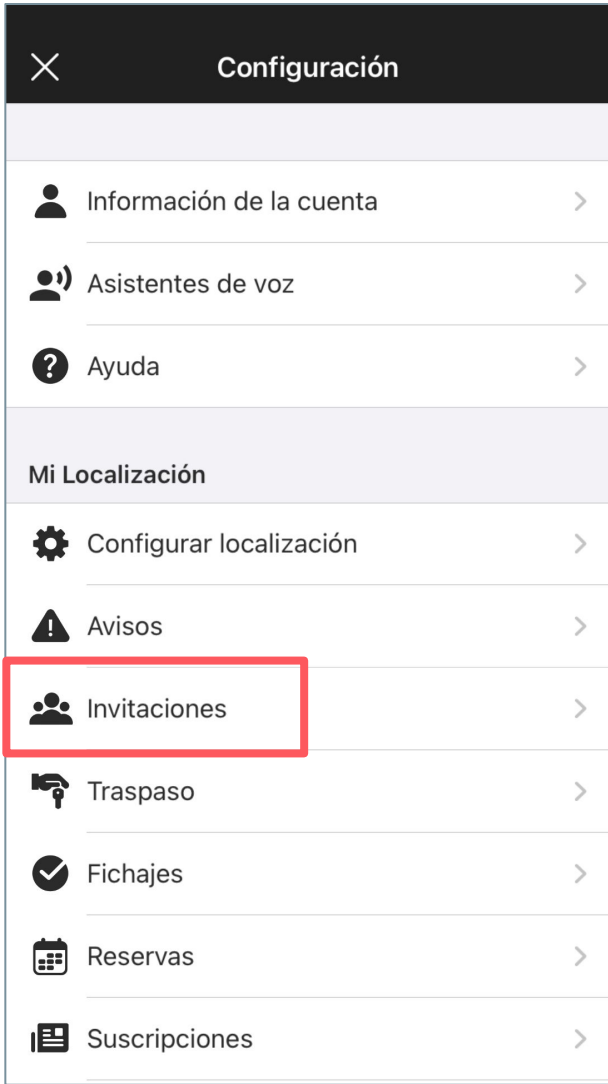 Configuración
Información de la cuenta
Asistentes de voz
Ayuda
Mi Localización
Configurar localización
Avisos
Invitaciones
Traspaso
Fichajes
Reservas
Suscripciones